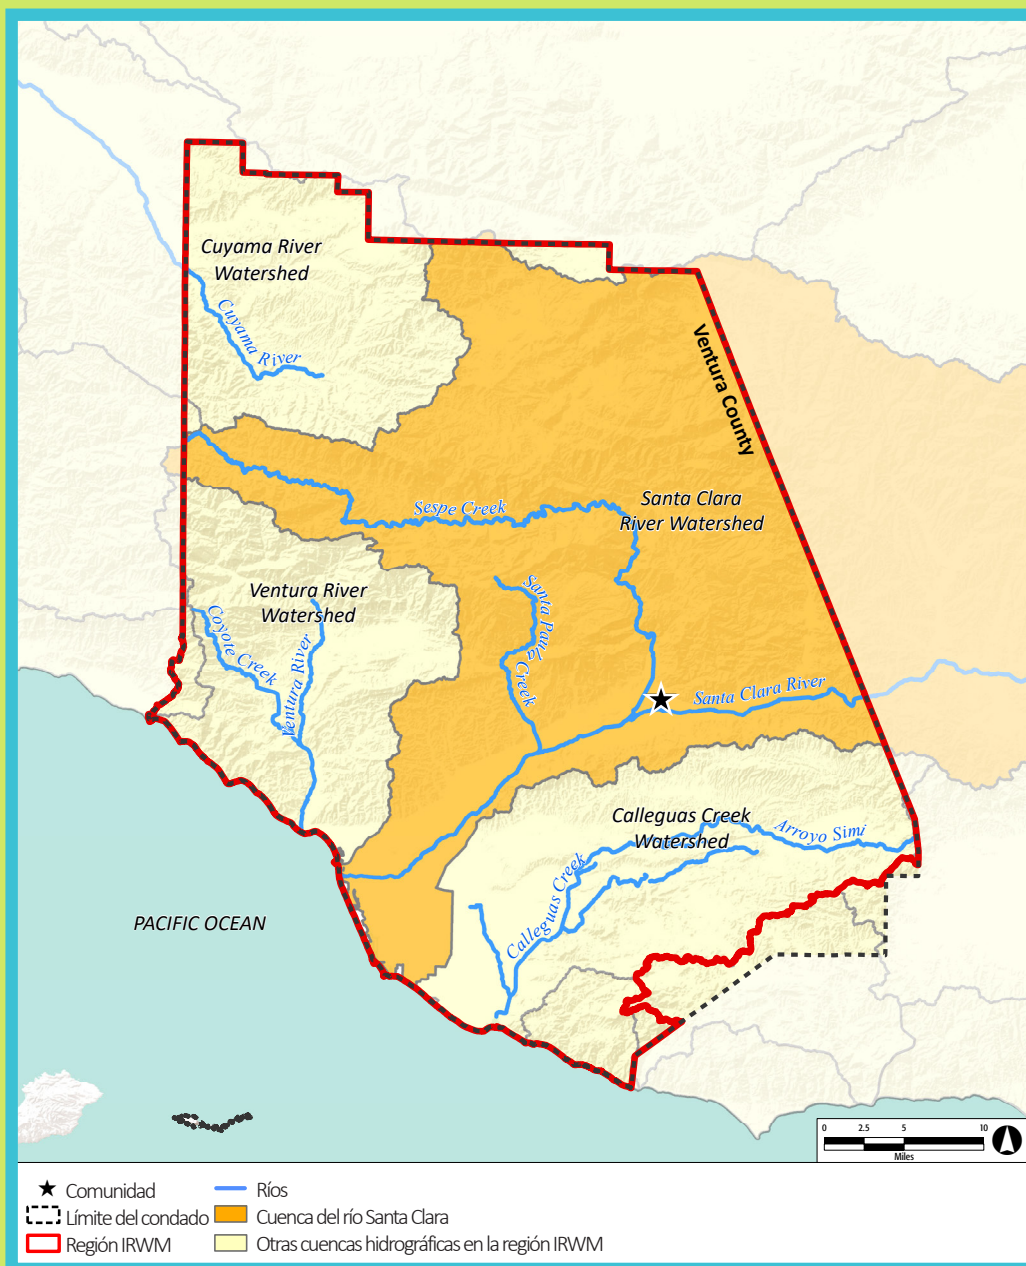 Cuyama River
Watershed
Cuyama River
Ventura County
Santa Clara
River Watershed
Sespe Creek
Ventura River
Watershed
Santa Paula
Creek
Coyote Creek
Ventura River
Santa Clara River
Calleguas Creek
Watershed
Arroyo Simi
Calleguas Creek
PACIFIC OCEAN
0 2.5 5 10
Miles
Comunidad
Ríos
Límite del condado
Cuenca del río Santa Clara
Región IRWM
Otras cuencas hidrográficas en la región IRWM